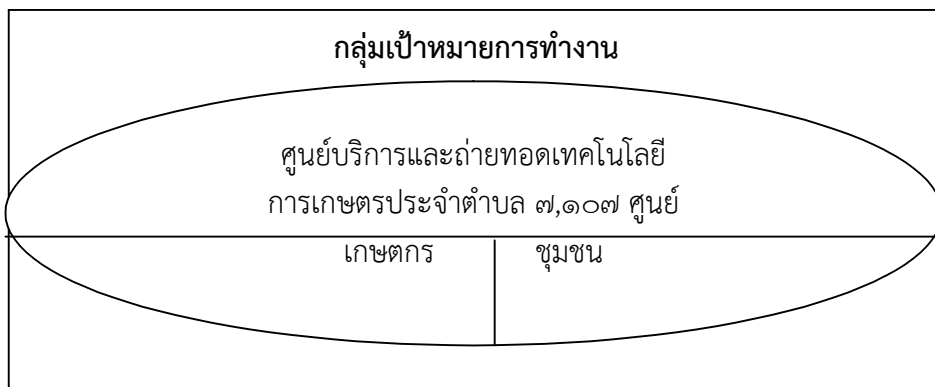 กลุ่มเป้าหมายการทำงาน
ศูนย์บริการและถ่ายทอดเทคโนโลยี
การเกษตรประจำตำบล ๗,๑๐๗ ศูนย์
เกษตกร ชุมชน